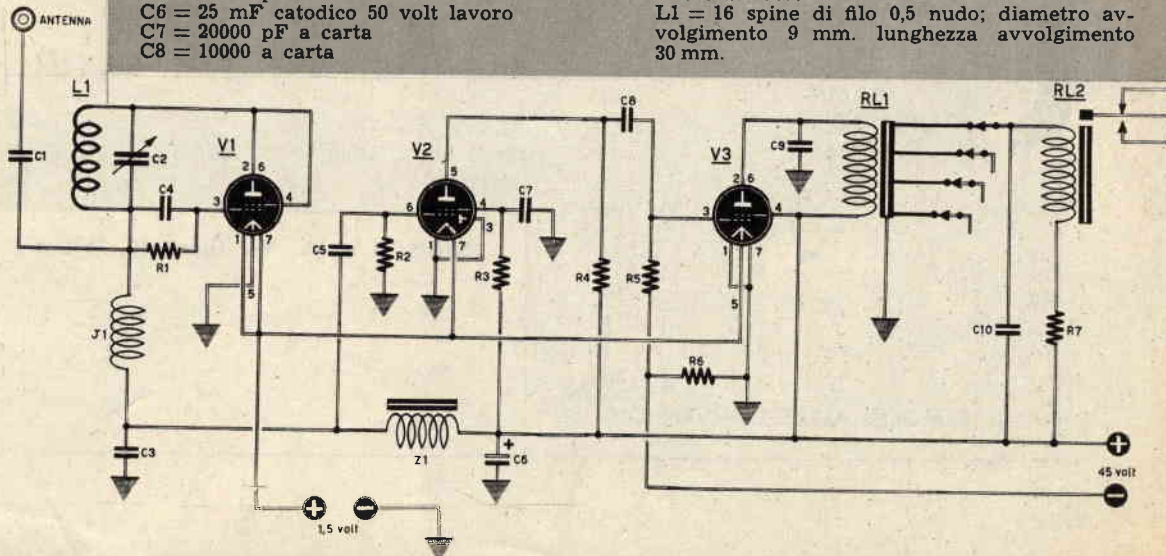 C6 = 25 mF catodico 50 volt lavoro
C7 = 20000 pF a carta
C8 = 10000 a carta
L1 = 16 spine di filo 0,5 nudo; diametro av-
volgimento 9 mm. lunghezza avvolgimento
30 mm.
ANTENNA
L1
C1
C2
C4
R1
J1
C3
V1
2 6
3
4
1
7
5
C5
R2
V2
5
6
4
3
1
7
C7
R3
Z1
C6
+
R4
C8
R5
R6
V3
2 6
3
4
1
7
5
C9
RL1
RL2
C10
R7
+
45 volt
-
+ -
1,5 volt